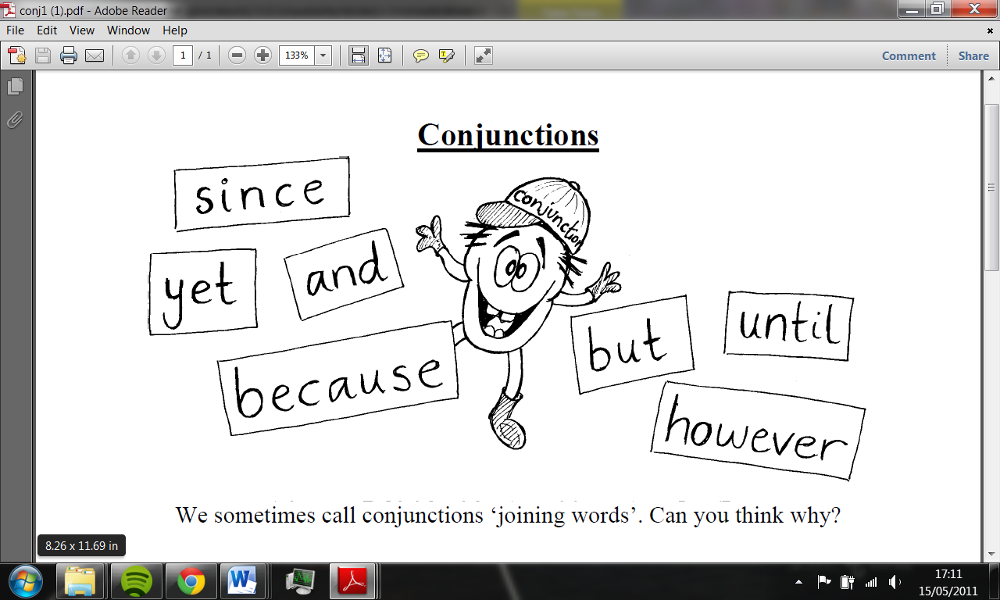 conj1 (1).pdf - Adobe Reader
File Edit View Window Help
1 / 1 133% Comment Share
Conjunctions
since
conjunction
yet and
but until
because
however
We sometimes call conjunctions ‘joining words’. Can you think why?
8.26 x 11.69 in
17:11
15/05/2011